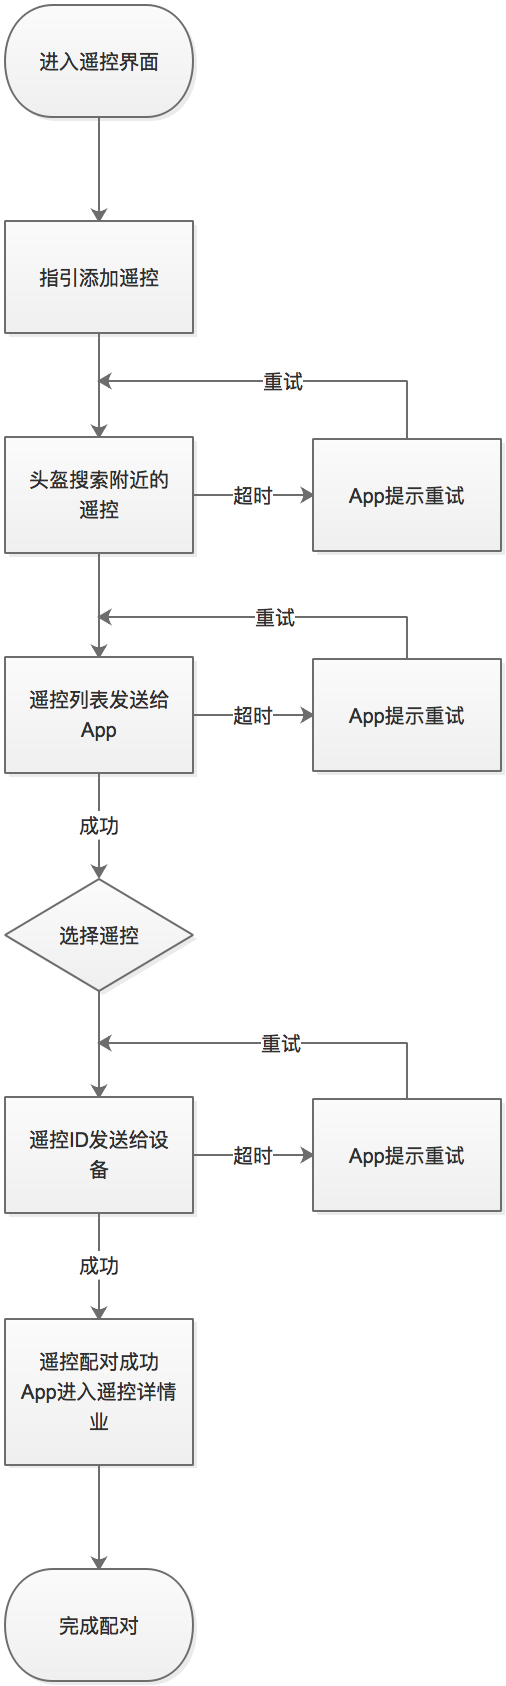 进入遥控界面
指引添加遥控
重试
头盔搜索附近的
遥控
超时
App提示重试
重试
遥控列表发送给
App
超时
App提示重试
成功
选择遥控
重试
遥控ID发送给设
备
超时
App提示重试
成功
遥控配对成功
App进入遥控详情
业
完成配对